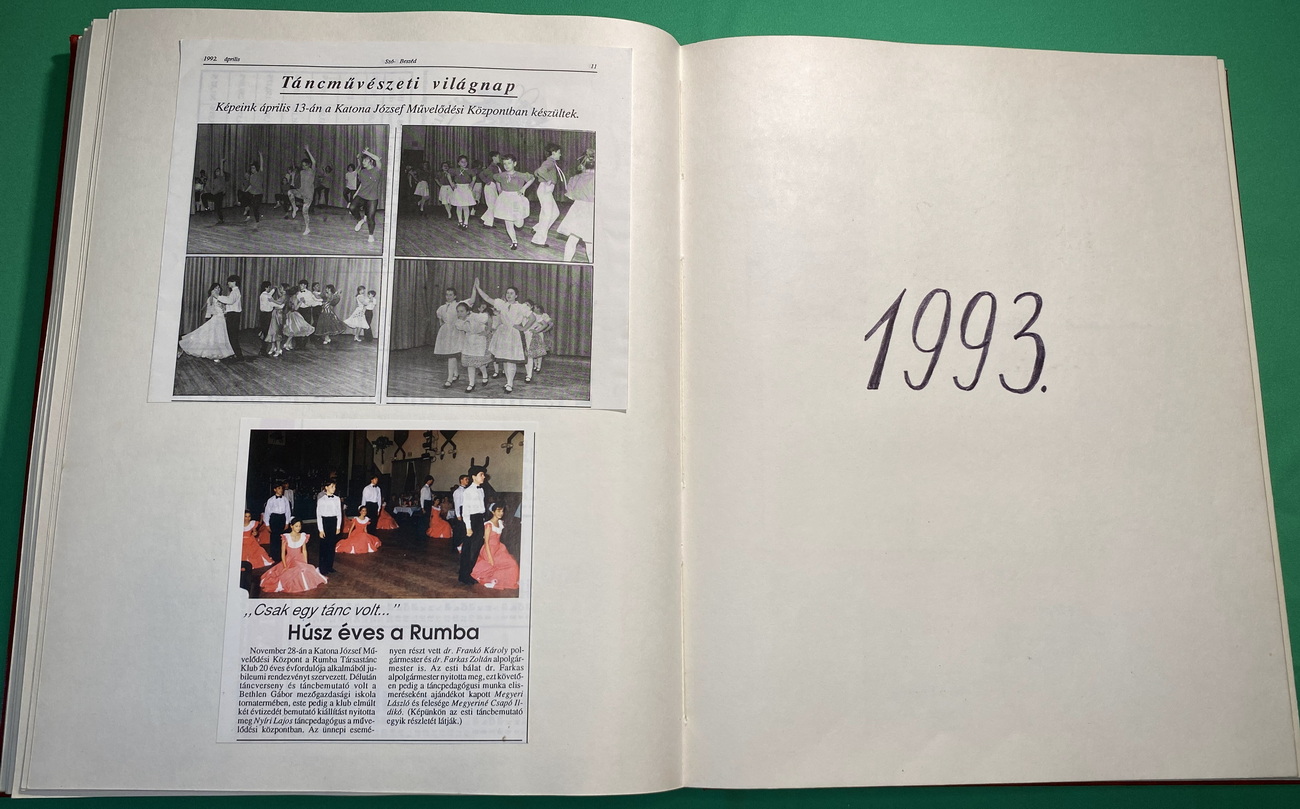 1992. április
Szó- Beszéd
11
Táncművészeti világnap
Képeink április 13-án a Katona József Művelődési Központban készültek.
„Csak egy tánc volt...”
Húsz éves a Rumba
November 28-án a Katona József Mű-
velődési Központ a Rumba Társastánc
Klub 20 éves évfordulója alkalmából ju-
bileumi rendezvényt szervezett. Délután
táncverseny és táncbemutató volt a
Bethlen Gábor mezőgazdasági iskola
tornatermében, este pedig a klub elmúlt
két évtizedét bemutató kiállítást nyitotta
meg Nyíri Lajos táncpedagógus a műve-
lődési központban. Az ünnepi esemé-
nyen részt vett dr. Frankó Károly pol-
gármester és dr. Farkas Zoltán alpolgár-
mester is. Az esti bálat dr. Farkas
alpolgármester nyitotta meg, ezt követő-
en pedig a táncpedagógusi munka elis-
meréseként ajándékot kapott Megyeri
László és felesége Megyeriné Csapó Il-
dikó. (Képünkön az esti táncbemutató
egyik részletét látják.)
1993.